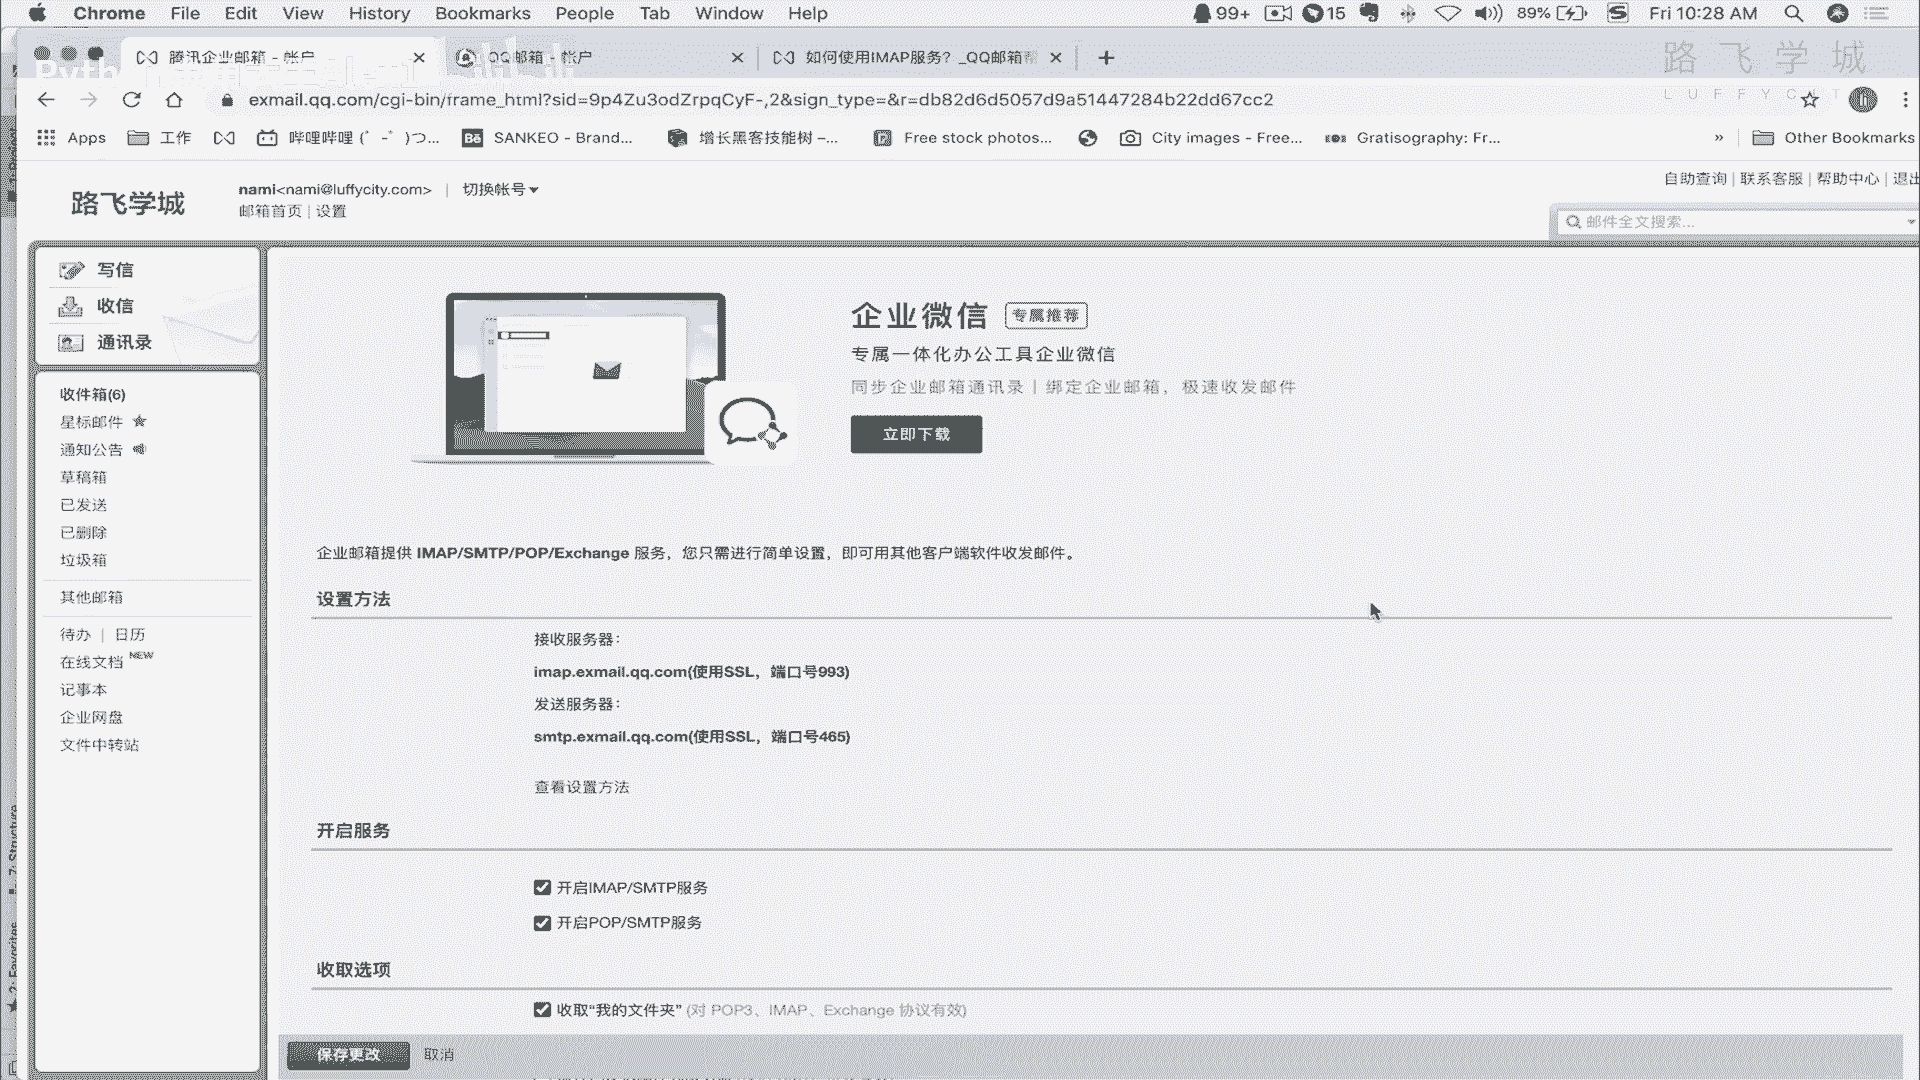 Chrome File Edit View History Bookmarks People Tab Window Help 99+ 15 89% Fri 10:28 AM
腾讯企业邮箱 - 帐户 QQ邮箱 - 帐户 如何使用IMAP服务? _QQ邮箱帮
路飞学城
exmail.qq.com/cgi-bin/frame_html?sid=9p4Zu3odZrpqCyF-,2&sign_type=&r=db82d6d5057d9a51447284b22dd67cc2
Apps 工作 哔哩哔哩 (゜-゜)つ... SANKEO - Brand... 增长黑客技能树 –... Free stock photos... City images - Free... Gratisography: Fr... » Other Bookmarks
自助查询 | 联系客服 | 帮助中心 | 退出
路飞学城 nami<nami@luffycity.com> | 切换帐号
邮箱首页 | 设置
邮件全文搜索...
写信
收信
通讯录
收件箱(6)
星标邮件
通知公告
草稿箱
已发送
已删除
垃圾箱
其他邮箱
待办 | 日历
在线文档 NEW
记事本
企业网盘
文件中转站
企业微信 专属推荐
专属一体化办公工具企业微信
同步企业邮箱通讯录丨绑定企业邮箱，极速收发邮件
立即下载
企业邮箱提供 IMAP/SMTP/POP/Exchange 服务，您只需进行简单设置，即可用其他客户端软件收发邮件。
设置方法
接收服务器：
imap.exmail.qq.com(使用SSL，端口号993)
发送服务器：
smtp.exmail.qq.com(使用SSL，端口号465)
查看设置方法
开启服务
开启IMAP/SMTP服务
开启POP/SMTP服务
收取选项
收取“我的文件夹” (对 POP3、IMAP、Exchange 协议有效)
保存更改 取消
7: Structure
2: Favorites